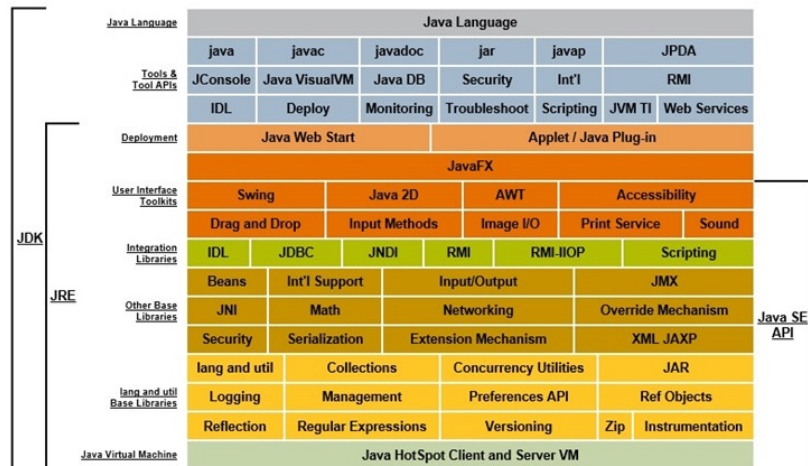 Java Language Java Language
java javac javadoc jar javap JPDA
Tools & Tool APIs JConsole Java VisualVM Java DB Security Int'l RMI
IDL Deploy Monitoring Troubleshoot Scripting JVM TI Web Services
Deployment Java Web Start Applet / Java Plug-in
JavaFX
User Interface Toolkits Swing Java 2D AWT Accessibility
Drag and Drop Input Methods Image I/O Print Service Sound
JDK
Integration Libraries IDL JDBC JNDI RMI RMI-IIOP Scripting
JRE
Beans Int'l Support Input/Output JMX
Other Base Libraries JNI Math Networking Override Mechanism
Java SE API
Security Serialization Extension Mechanism XML JAXP
lang and util Collections Concurrency Utilities JAR
lang and util Base Libraries Logging Management Preferences API Ref Objects
Reflection Regular Expressions Versioning Zip Instrumentation
Java Virtual Machine Java HotSpot Client and Server VM